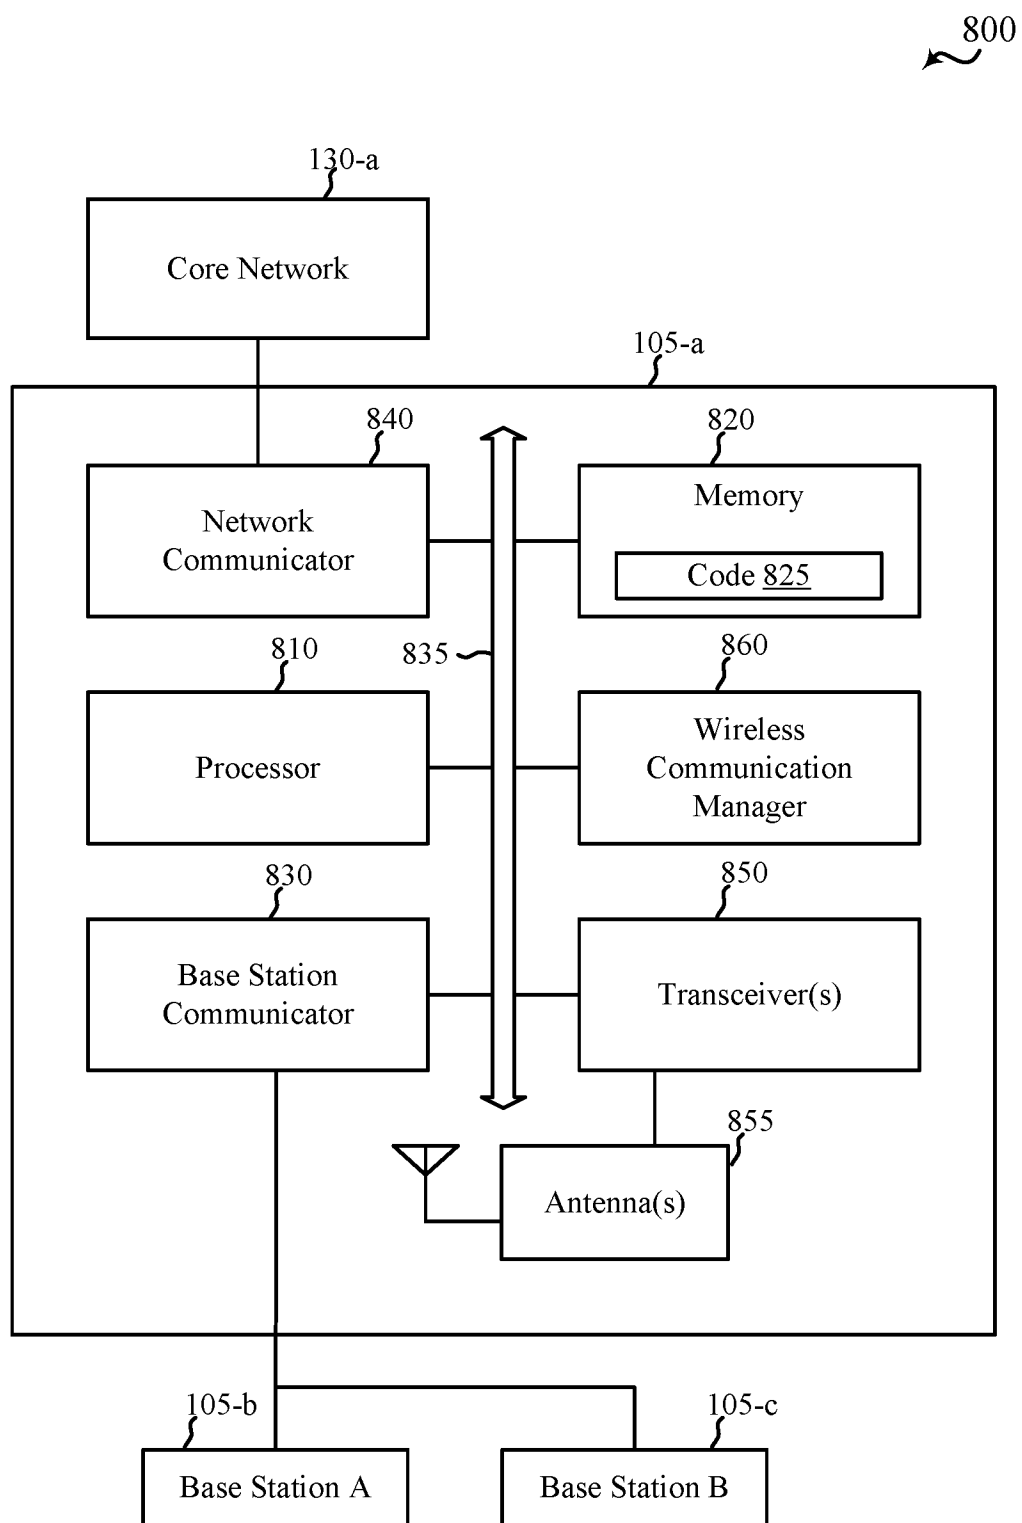 800
130-a
Core Network
105-a
840
820
Network
Communicator
Memory
Code 825
835
810
860
Processor
Wireless
Communication
Manager
830
850
Base Station
Communicator
Transceiver(s)
855
Antenna(s)
105-b
105-c
Base Station A
Base Station B